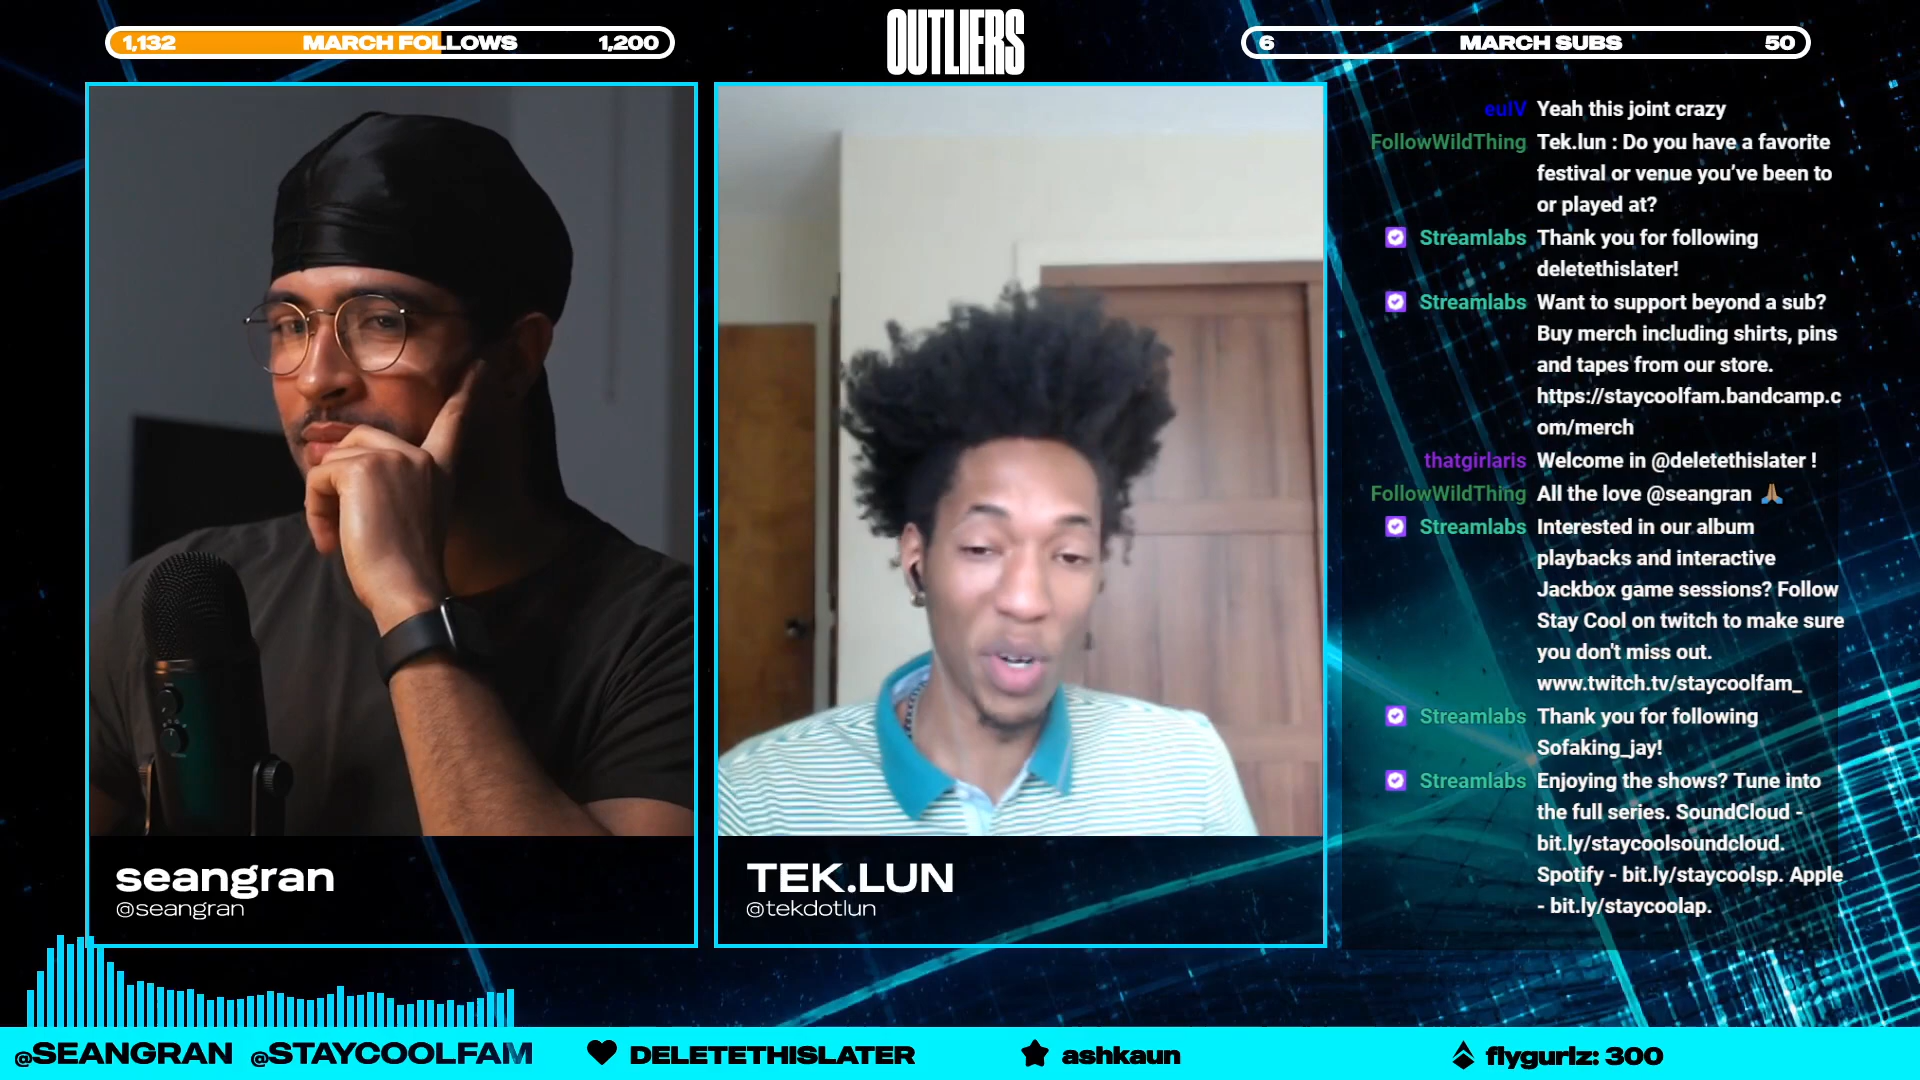 1,132 MARCH FOLLOWS 1,200
OUTLIERS
6 MARCH SUBS 50
seangran
@seangran
TEK.LUN
@tekdotlun
eulV Yeah this joint crazy
FollowWildThing Tek.lun : Do you have a favorite
festival or venue you’ve been to
or played at?
Streamlabs Thank you for following
deletethislater!
Streamlabs Want to support beyond a sub?
Buy merch including shirts, pins
and tapes from our store.
https://staycoolfam.bandcamp.c
om/merch
thatgirlaris Welcome in @deletethislater !
FollowWildThing All the love @seangran 🙏🏽
Streamlabs Interested in our album
playbacks and interactive
Jackbox game sessions? Follow
Stay Cool on twitch to make sure
you don't miss out.
www.twitch.tv/staycoolfam_
Streamlabs Thank you for following
Sofaking_jay!
Streamlabs Enjoying the shows? Tune into
the full series. SoundCloud -
bit.ly/staycoolsoundcloud.
Spotify - bit.ly/staycoolsp. Apple
- bit.ly/staycoolap.
@SEANGRAN @STAYCOOLFAM DELETETHISLATER ashkaun flygurlz: 300